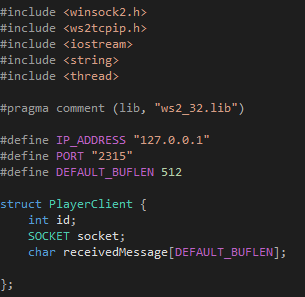 #include <winsock2.h>
#include <ws2tcpip.h>
#include <iostream>
#include <string>
#include <thread>
#pragma comment (lib, "ws2_32.lib")
#define IP_ADDRESS "127.0.0.1"
#define PORT "2315"
#define DEFAULT_BUFLEN 512
struct PlayerClient {
    int id;
    SOCKET socket;
    char receivedMessage[DEFAULT_BUFLEN];
};